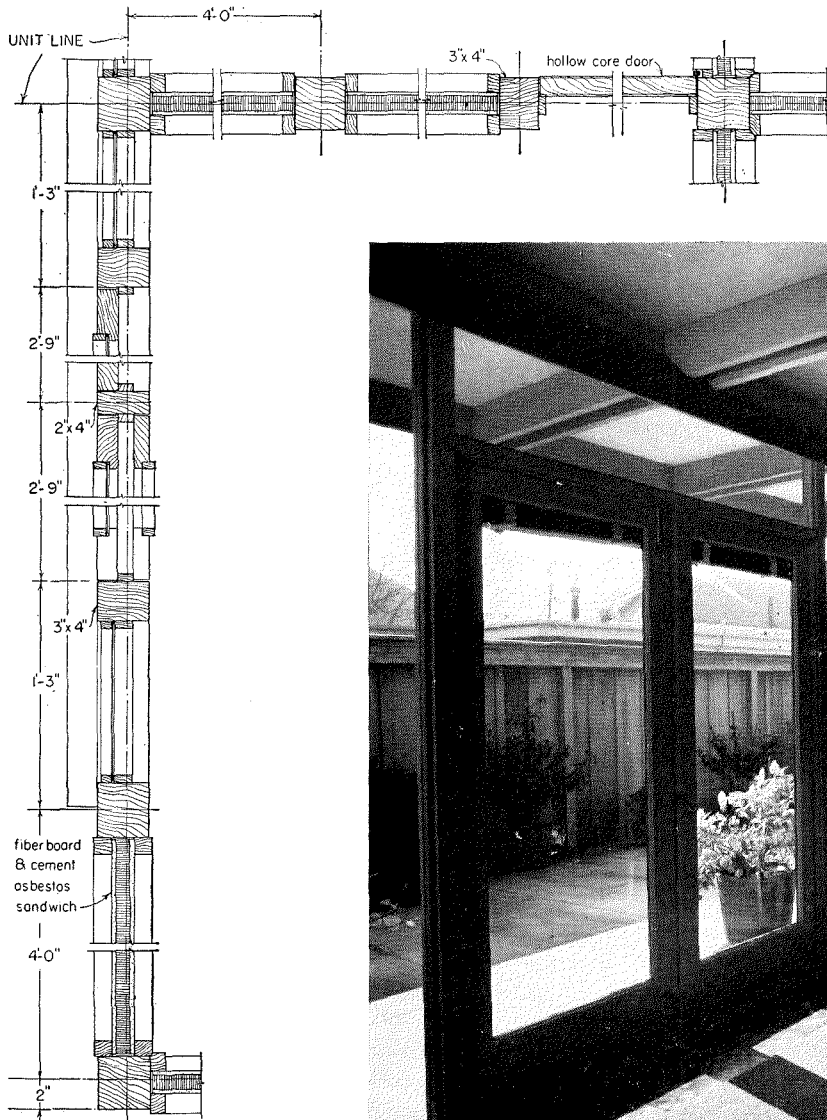 4'-0"
UNIT LINE
3"x 4"
hollow core door
1'-3"
2'-9"
2"x 4"
2'-9"
3"x 4"
1'-3"
fiber board
& cement
asbestos
sandwich
4'-0"
2"